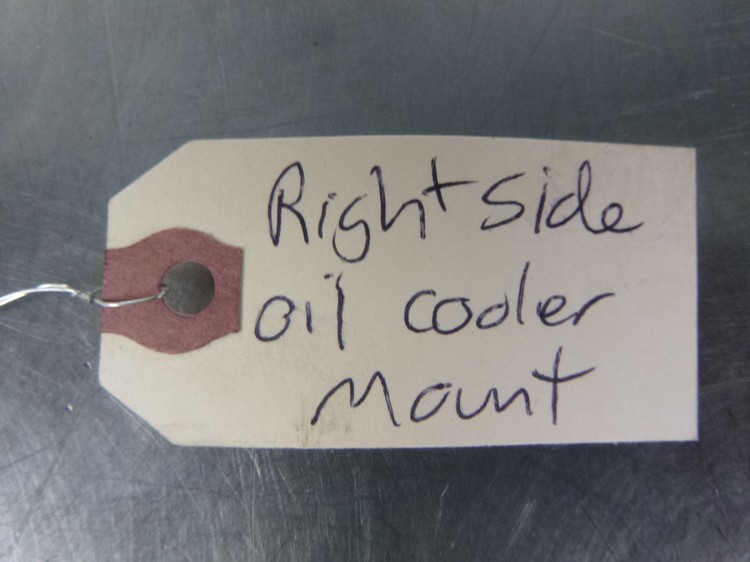 Right side
oil cooler
Mount